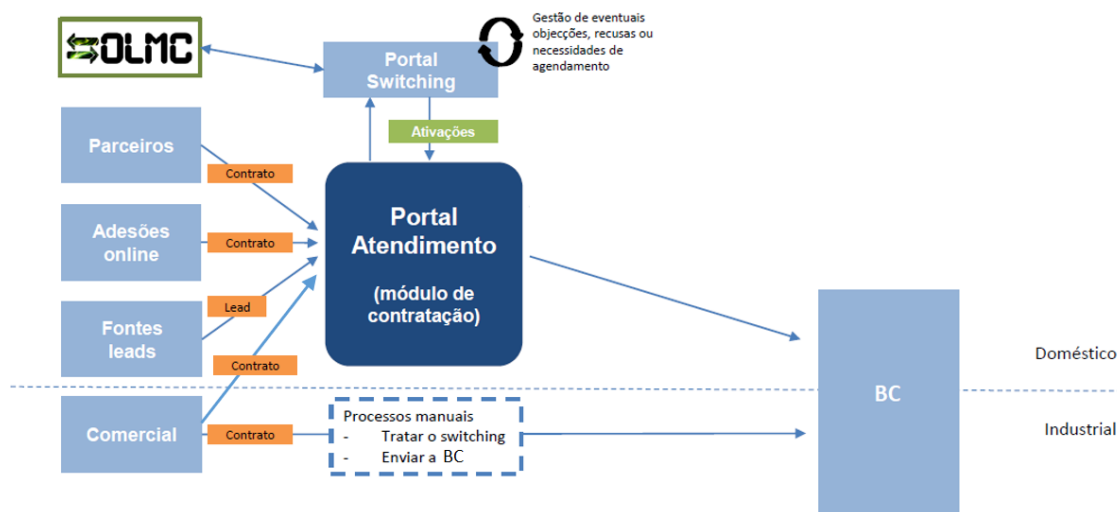 OLMC
Portal
Switching
Gestão de eventuais
objecções, recusas ou
necessidades de
agendamento
Ativações
Parceiros
Contrato
Adesões
online
Contrato
Fontes
leads
Lead
Contrato
Portal
Atendimento
(módulo de
contratação)
Comercial
Contrato
Processos manuais
- Tratar o switching
- Enviar a BC
BC
Doméstico
Industrial